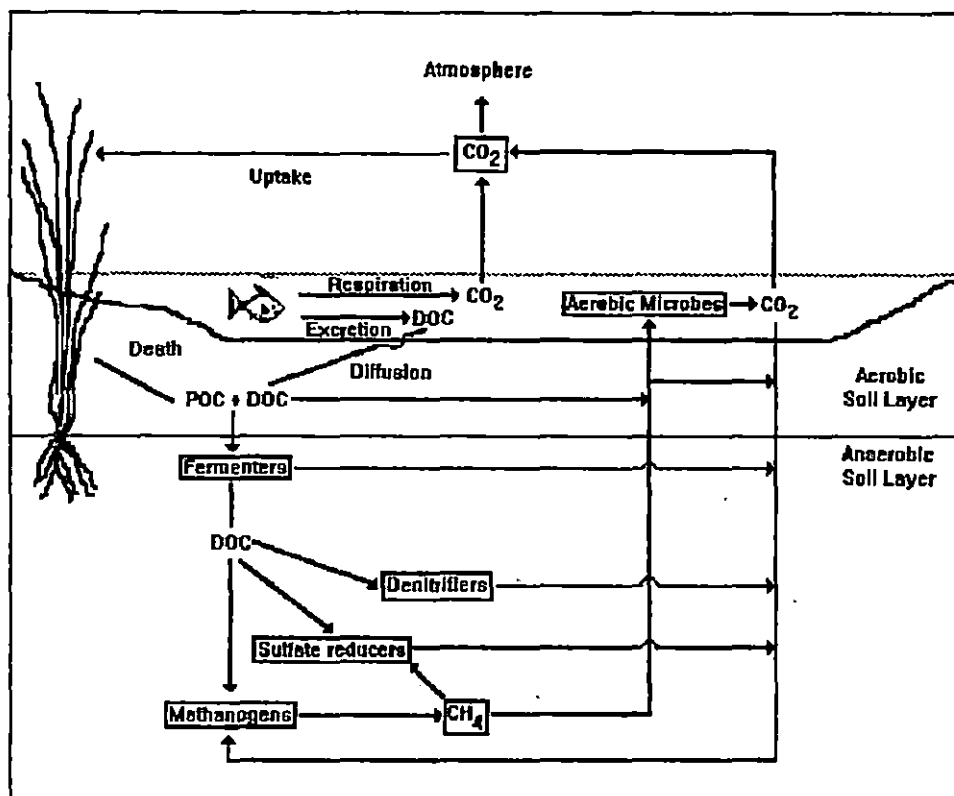 Atmosphere
CO2
Uptake
Respiration
CO2
Aerobic Microbes
CO2
Excretion
DOC
Death
Diffusion
POC + DOC
Aerobic
Soil Layer
Anaerobic
Soil Layer
Fermenters
DOC
Denitrifiers
Sulfate reducers
Methanogens
CH4